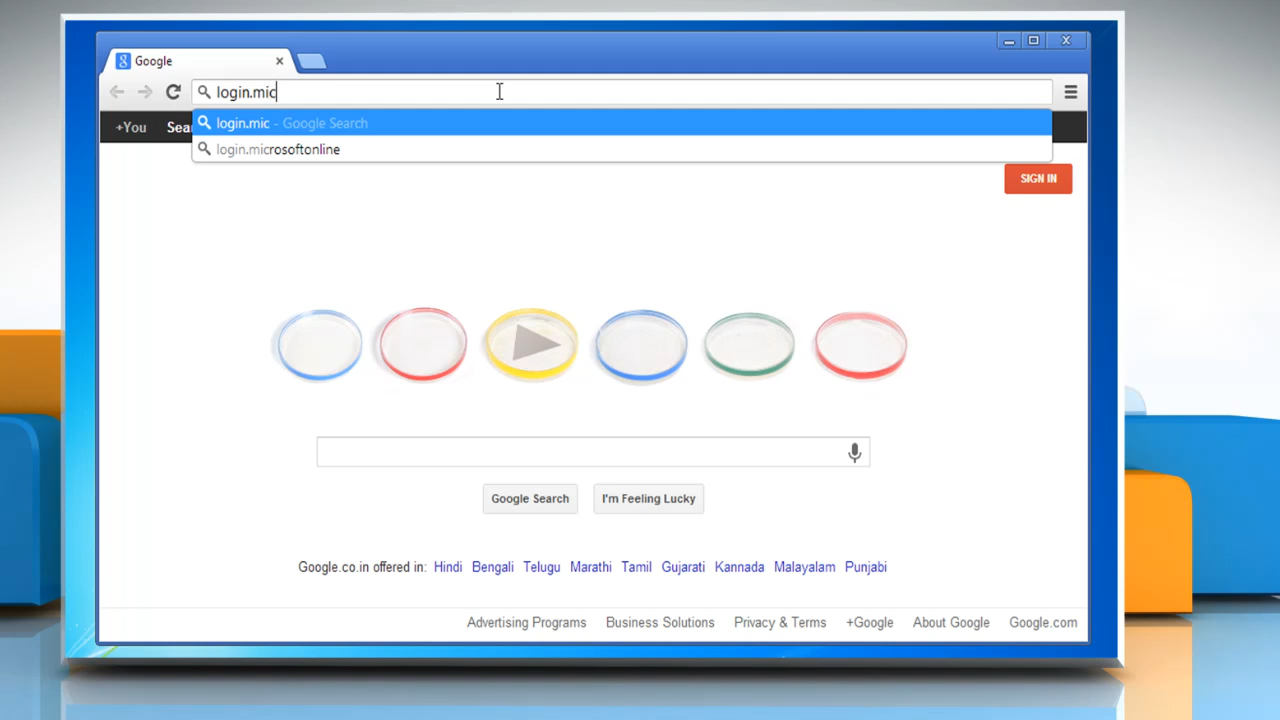 Google
login.mic
login.mic - Google Search
login.microsoftonline
+You Sea
SIGN IN
Google Search I'm Feeling Lucky
Google.co.in offered in: Hindi Bengali Telugu Marathi Tamil Gujarati Kannada Malayalam Punjabi
Advertising Programs Business Solutions Privacy & Terms +Google About Google Google.com